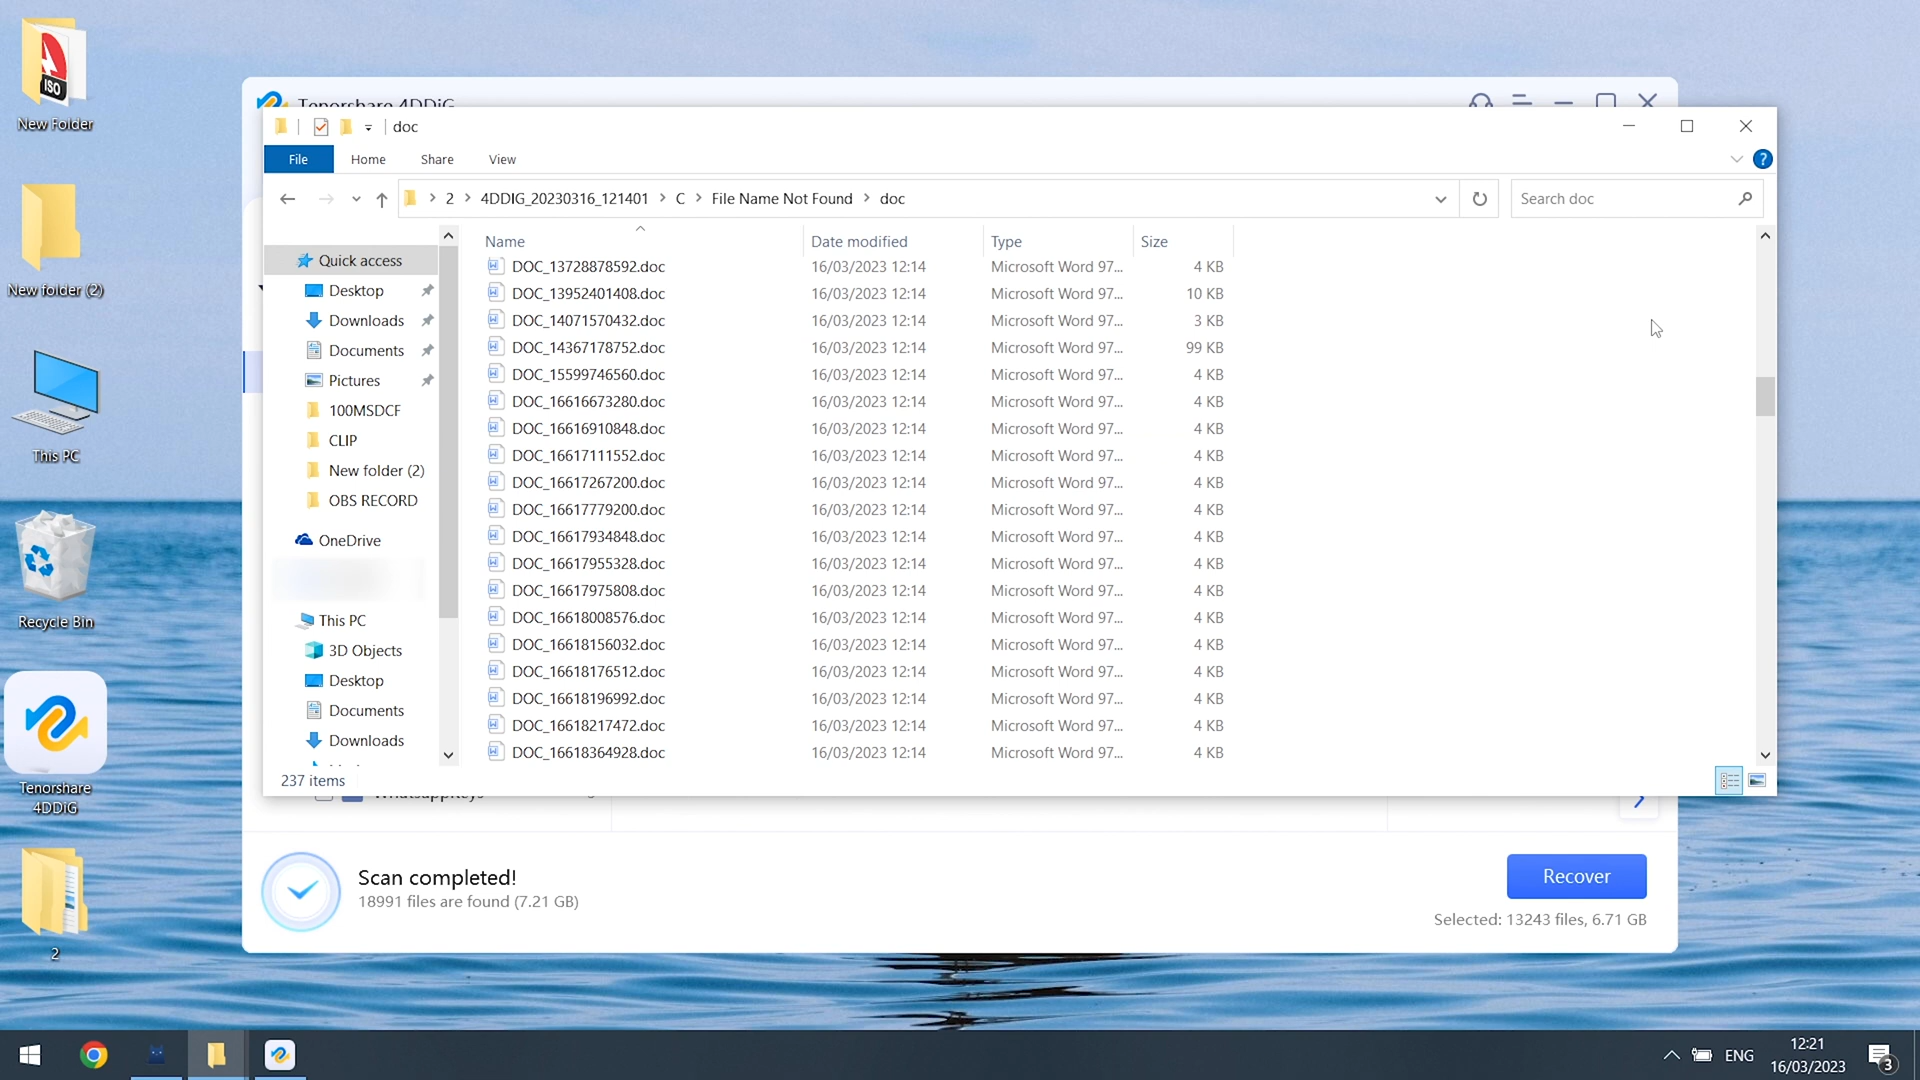 New Folder
New folder (2)
This PC
Recycle Bin
Tenorshare
4DDiG
2
ISO
Tenorshare 4DDiG
doc
File
Home
Share
View
?
2
4DDIG_20230316_121401
C
File Name Not Found
doc
Search doc
Quick access
Desktop
Downloads
Documents
Pictures
100MSDCF
CLIP
New folder (2)
OBS RECORD
OneDrive
This PC
3D Objects
Desktop
Documents
Downloads
Name Date modified Type Size
DOC_13728878592.doc 16/03/2023 12:14 Microsoft Word 97... 4 KB
DOC_13952401408.doc 16/03/2023 12:14 Microsoft Word 97... 10 KB
DOC_14071570432.doc 16/03/2023 12:14 Microsoft Word 97... 3 KB
DOC_14367178752.doc 16/03/2023 12:14 Microsoft Word 97... 99 KB
DOC_15599746560.doc 16/03/2023 12:14 Microsoft Word 97... 4 KB
DOC_16616673280.doc 16/03/2023 12:14 Microsoft Word 97... 4 KB
DOC_16616910848.doc 16/03/2023 12:14 Microsoft Word 97... 4 KB
DOC_16617111552.doc 16/03/2023 12:14 Microsoft Word 97... 4 KB
DOC_16617267200.doc 16/03/2023 12:14 Microsoft Word 97... 4 KB
DOC_16617779200.doc 16/03/2023 12:14 Microsoft Word 97... 4 KB
DOC_16617934848.doc 16/03/2023 12:14 Microsoft Word 97... 4 KB
DOC_16617955328.doc 16/03/2023 12:14 Microsoft Word 97... 4 KB
DOC_16617975808.doc 16/03/2023 12:14 Microsoft Word 97... 4 KB
DOC_16618008576.doc 16/03/2023 12:14 Microsoft Word 97... 4 KB
DOC_16618156032.doc 16/03/2023 12:14 Microsoft Word 97... 4 KB
DOC_16618176512.doc 16/03/2023 12:14 Microsoft Word 97... 4 KB
DOC_16618196992.doc 16/03/2023 12:14 Microsoft Word 97... 4 KB
DOC_16618217472.doc 16/03/2023 12:14 Microsoft Word 97... 4 KB
DOC_16618364928.doc 16/03/2023 12:14 Microsoft Word 97... 4 KB
237 items
WhatsappKeys
Scan completed!
18991 files are found (7.21 GB)
Recover
Selected: 13243 files, 6.71 GB
ENG
12:21
16/03/2023
3